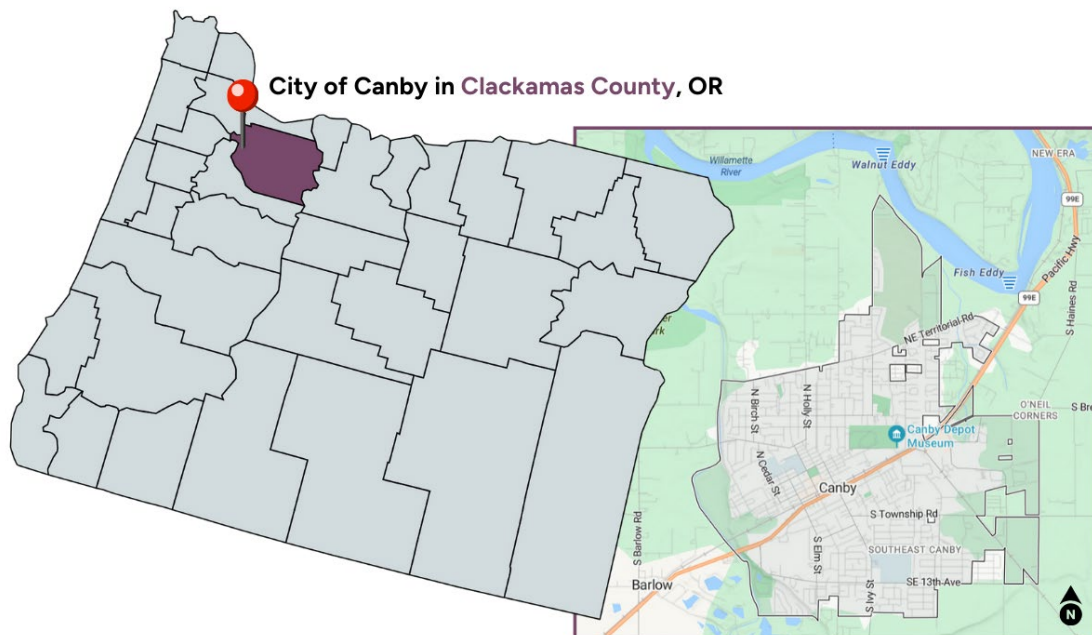 City of Canby in Clackamas County, OR
Willamette
River
Walnut Eddy
NEW ERA
99E
Pacific Hwy
Fish Eddy
99E
S Haines Rd
NE Territorial Rd
N Birch St
N Holly St
O'NEIL
CORNERS
S Bre
Canby Depot
Museum
N Cedar St
Canby
S Township Rd
S Barlow Rd
S Elm St
SOUTHEAST CANBY
Barlow
S Ivy St
SE 13th Ave
N